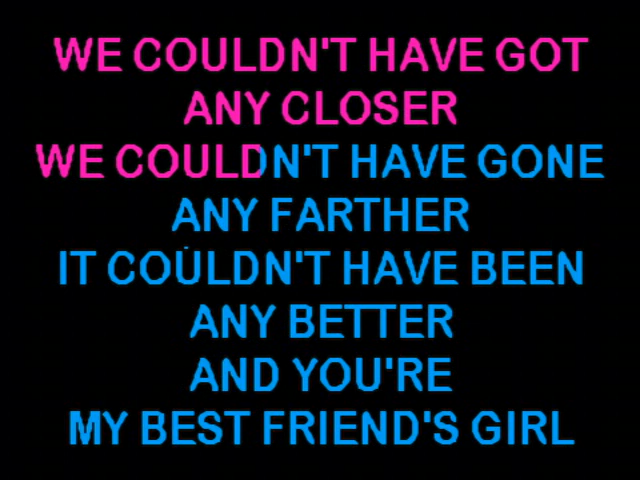 WE COULDN'T HAVE GOT
ANY CLOSER
WE COULDN'T HAVE GONE
ANY FARTHER
IT COULDN'T HAVE BEEN
ANY BETTER
AND YOU'RE
MY BEST FRIEND'S GIRL